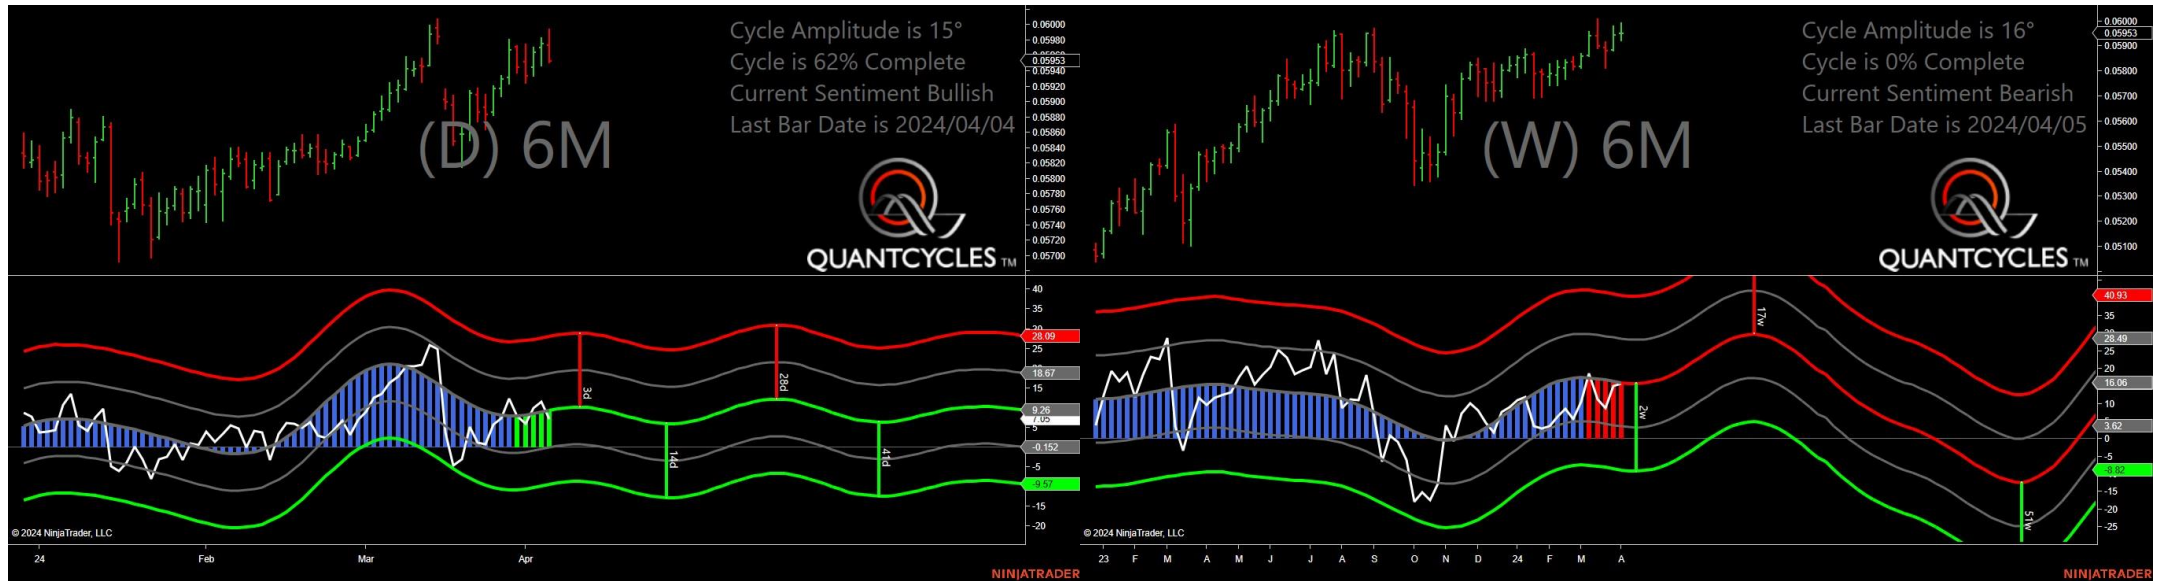 Cycle Amplitude is 15°
Cycle is 62% Complete
Current Sentiment Bullish
Last Bar Date is 2024/04/04
(D) 6M
QUANTCYCLES TM
0.06000
0.05980
0.05953
0.05940
0.05920
0.05900
0.05880
0.05860
0.05840
0.05820
0.05800
0.05780
0.05760
0.05740
0.05720
0.05700
40
35
28.09
25
18.67
15
9.26
7.05
5
-0.152
-5
-9.57
-15
-20
3d
14d
28d
41d
© 2024 NinjaTrader, LLC
24 Feb Mar Apr
NINJATRADER
Cycle Amplitude is 16°
Cycle is 0% Complete
Current Sentiment Bearish
Last Bar Date is 2024/04/05
(W) 6M
QUANTCYCLES TM
0.06000
0.05953
0.05900
0.05800
0.05700
0.05600
0.05500
0.05400
0.05300
0.05200
0.05100
40.93
35
28.49
25
20
16.06
10
3.62
0
-5
-8.82
-15
-20
-25
2w
17w
51w
© 2024 NinjaTrader, LLC
23 F M A M J J A S O N D 24 F M A
NINJATRADER